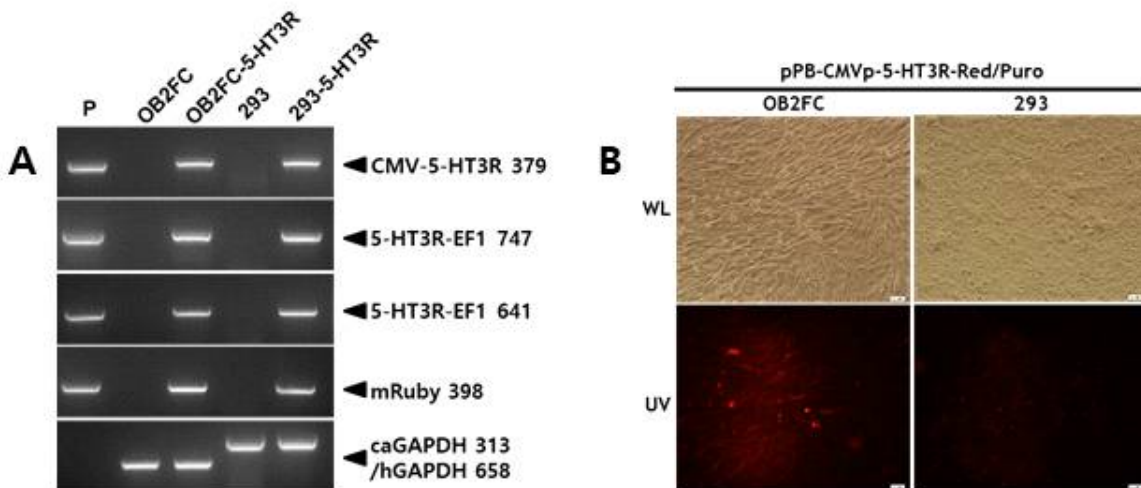 A
P
OB2FC
OB2FC-5-HT3R
293
293-5-HT3R
CMV-5-HT3R 379
5-HT3R-EF1 747
5-HT3R-EF1 641
mRuby 398
caGAPDH 313
/hGAPDH 658
B
pPB-CMVp-5-HT3R-Red/Puro
OB2FC
293
WL
UV